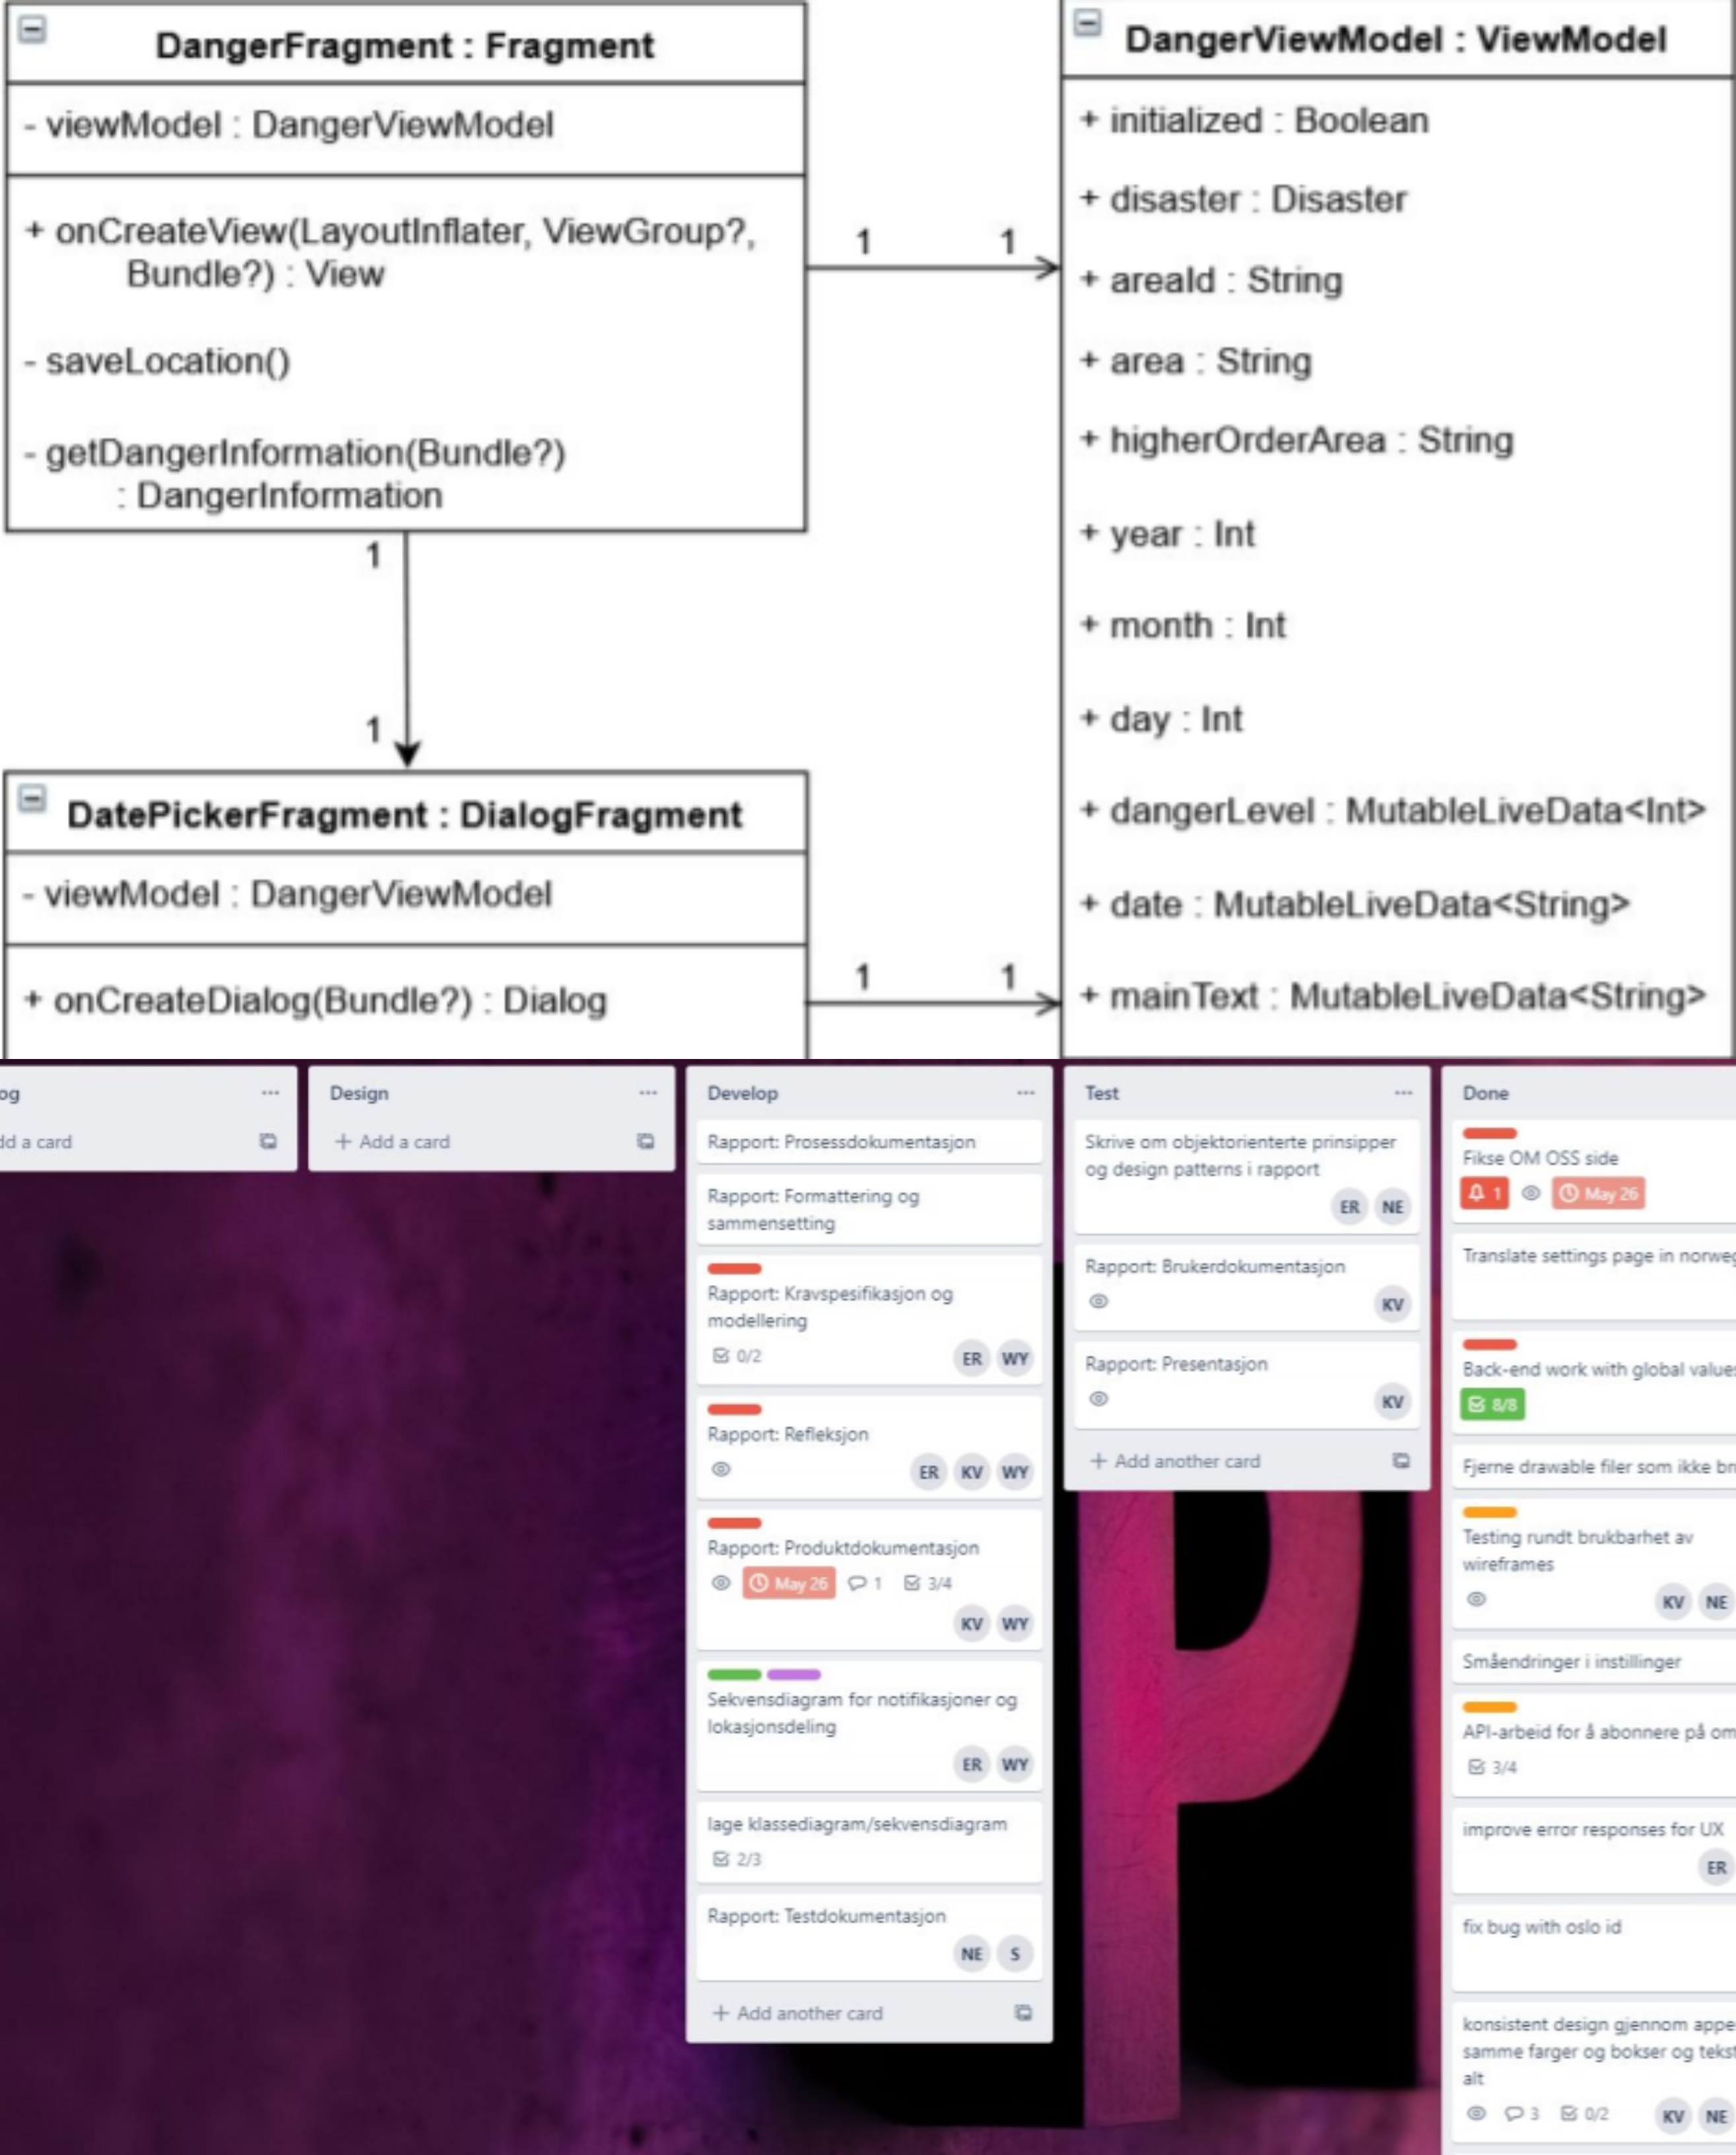 DangerFragment : Fragment
- viewModel : DangerViewModel
+ onCreateView(LayoutInflater, ViewGroup?,
Bundle?) : View
- saveLocation()
- getDangerInformation(Bundle?)
: DangerInformation
1 1
1
1
DatePickerFragment : DialogFragment
- viewModel : DangerViewModel
+ onCreateDialog(Bundle?) : Dialog
1 1
DangerViewModel : ViewModel
+ initialized : Boolean
+ disaster : Disaster
+ areaId : String
+ area : String
+ higherOrderArea : String
+ year : Int
+ month : Int
+ day : Int
+ dangerLevel : MutableLiveData<Int>
+ date : MutableLiveData<String>
+ mainText : MutableLiveData<String>
og
dd a card
Design
+ Add a card
Develop
Rapport: Prosessdokumentasjon
Rapport: Formattering og
sammensetting
Rapport: Kravspesifikasjon og
modellering
0/2 ER WY
Rapport: Refleksjon
ER KV WY
Rapport: Produktdokumentasjon
May 26 1 3/4
KV WY
Sekvensdiagram for notifikasjoner og
lokasjonsdeling
ER WY
lage klassediagram/sekvensdiagram
2/3
Rapport: Testdokumentasjon
NE S
+ Add another card
Test
Skrive om objektorienterte prinsipper
og design patterns i rapport
ER NE
Rapport: Brukerdokumentasjon
KV
Rapport: Presentasjon
KV
+ Add another card
Done
Fikse OM OSS side
1 May 26
Translate settings page in norweg
Back-end work with global values
8/8
Fjerne drawable filer som ikke br
Testing rundt brukbarhet av
wireframes
KV NE
Småendringer i instillinger
API-arbeid for å abonnere på om
3/4
improve error responses for UX
ER
fix bug with oslo id
konsistent design gjennom appe
samme farger og bokser og tekst
alt
3 0/2 KV NE